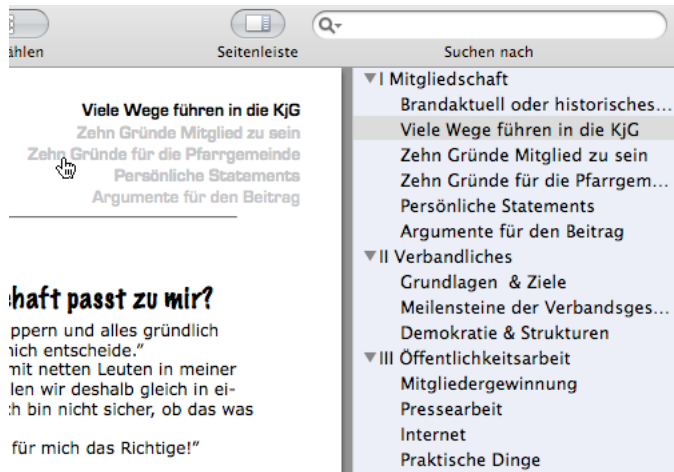 ählen
Seitenleiste
Suchen nach
Viele Wege führen in die KjG
Zehn Gründe Mitglied zu sein
Zehn Gründe für die Pfarrgemeinde
Persönliche Statements
Argumente für den Beitrag
haft passt zu mir?
ppern und alles gründlich
nich entscheide.”
mit netten Leuten in meiner
len wir deshalb gleich in ei-
h bin nicht sicher, ob das was
für mich das Richtige!”
I Mitgliedschaft
Brandaktuell oder historisches...
Viele Wege führen in die KjG
Zehn Gründe Mitglied zu sein
Zehn Gründe für die Pfarrgem...
Persönliche Statements
Argumente für den Beitrag
II Verbandliches
Grundlagen & Ziele
Meilensteine der Verbandsges...
Demokratie & Strukturen
III Öffentlichkeitsarbeit
Mitgliedergewinnung
Pressearbeit
Internet
Praktische Dinge